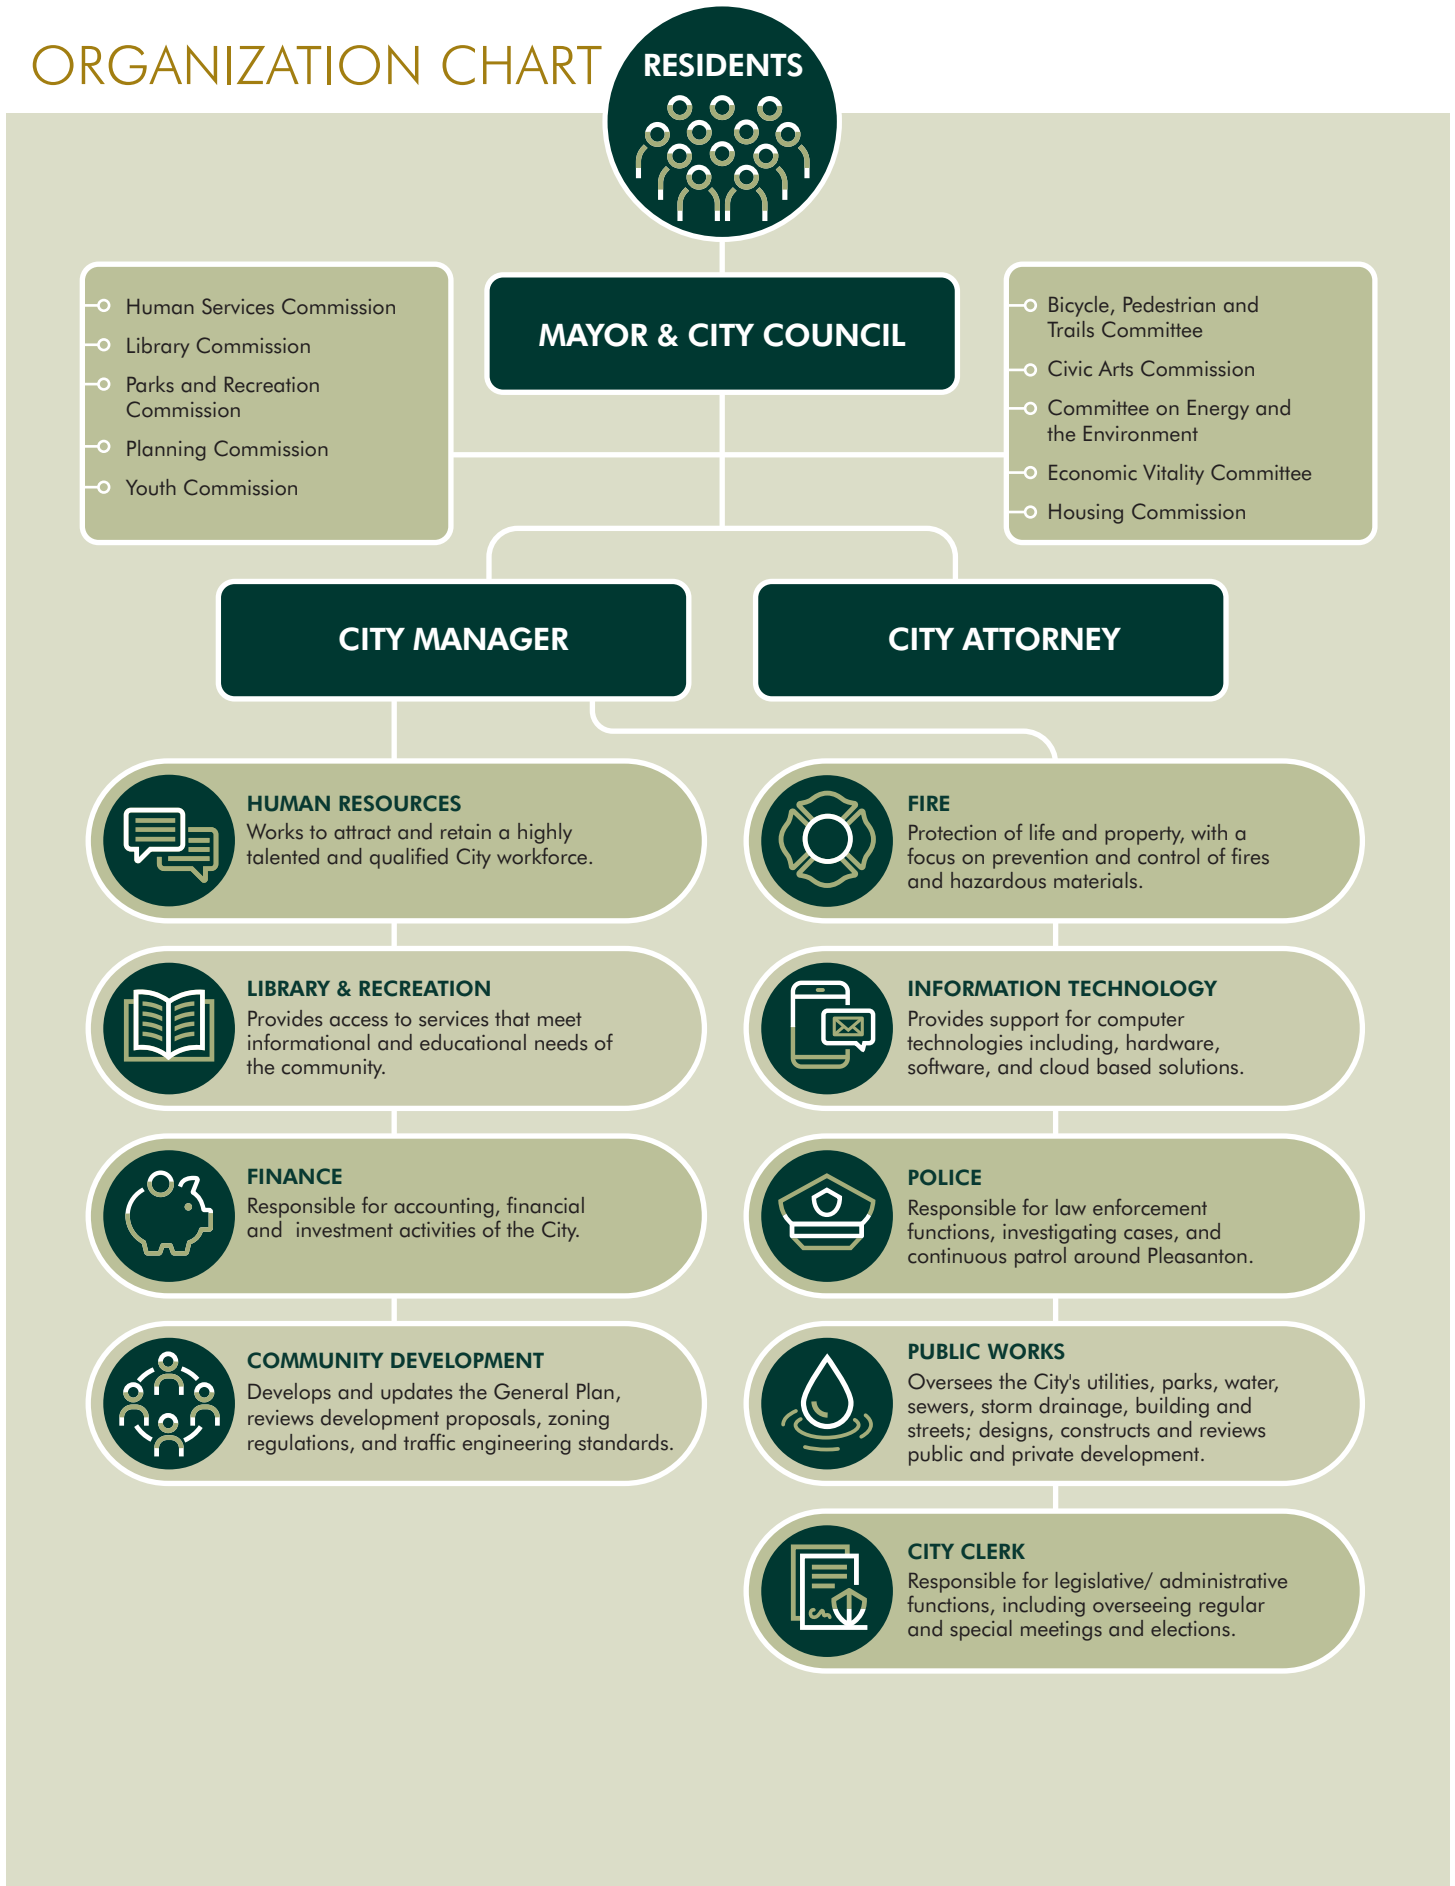 ORGANIZATION CHART
RESIDENTS
MAYOR & CITY COUNCIL
Human Services Commission
Library Commission
Parks and Recreation
Commission
Planning Commission
Youth Commission
Bicycle, Pedestrian and
Trails Committee
Civic Arts Commission
Committee on Energy and
the Environment
Economic Vitality Committee
Housing Commission
CITY MANAGER
CITY ATTORNEY
HUMAN RESOURCES
Works to attract and retain a highly
talented and qualified City workforce.
LIBRARY & RECREATION
Provides access to services that meet
informational and educational needs of
the community.
FINANCE
Responsible for accounting, financial
and  investment activities of the City.
COMMUNITY DEVELOPMENT
Develops and updates the General Plan,
reviews development proposals, zoning
regulations, and traffic engineering standards.
FIRE
Protection of life and property, with a
focus on prevention and control of fires
and hazardous materials.
INFORMATION TECHNOLOGY
Provides support for computer
technologies including, hardware,
software, and cloud based solutions.
POLICE
Responsible for law enforcement
functions, investigating cases, and
continuous patrol around Pleasanton.
PUBLIC WORKS
Oversees the City's utilities, parks, water,
sewers, storm drainage, building and
streets; designs, constructs and reviews
public and private development.
CITY CLERK
Responsible for legislative/ administrative
functions, including overseeing regular
and special meetings and elections.